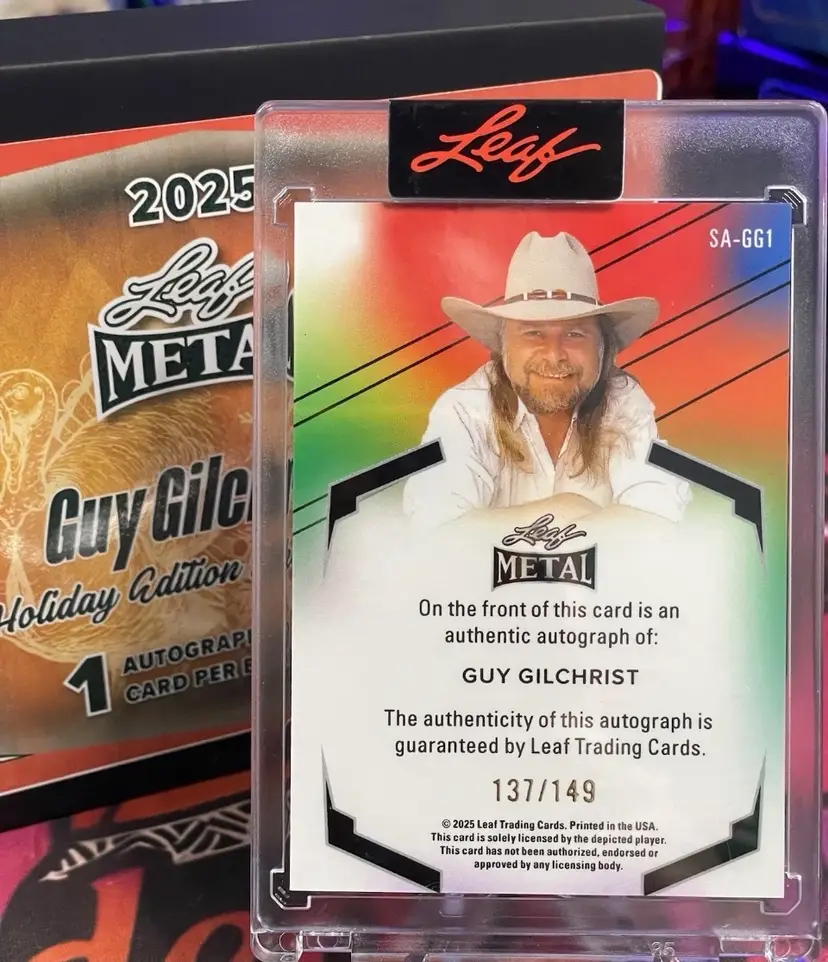 2025
Leaf
METAL
Guy Gilc
Holiday Edition
1 AUTOGRAP
CARD PER
Leaf
SA-GG1
Leaf
METAL
On the front of this card is an
authentic autograph of:
GUY GILCHRIST
The authenticity of this autograph is
guaranteed by Leaf Trading Cards.
137/149
© 2025 Leaf Trading Cards. Printed in the USA.
This card is solely licensed by the depicted player.
This card has not been authorized, endorsed or
approved by any licensing body.